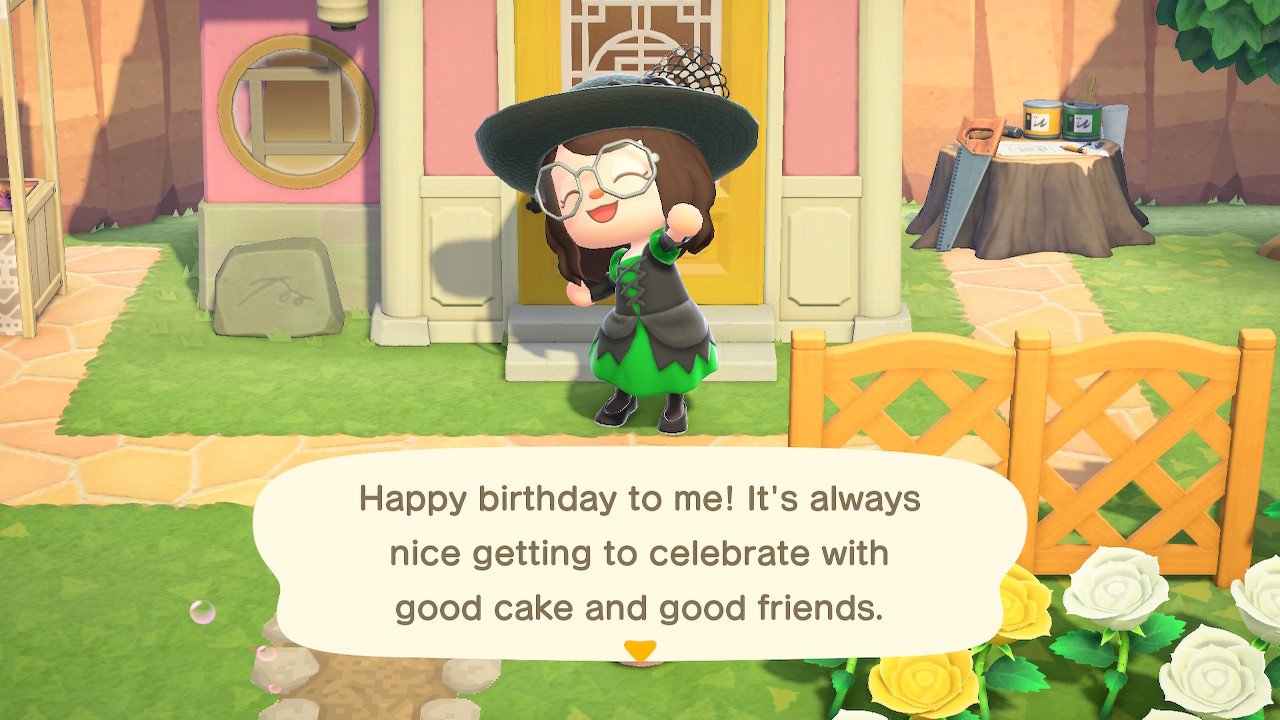 Happy birthday to me! It's always
nice getting to celebrate with
good cake and good friends.